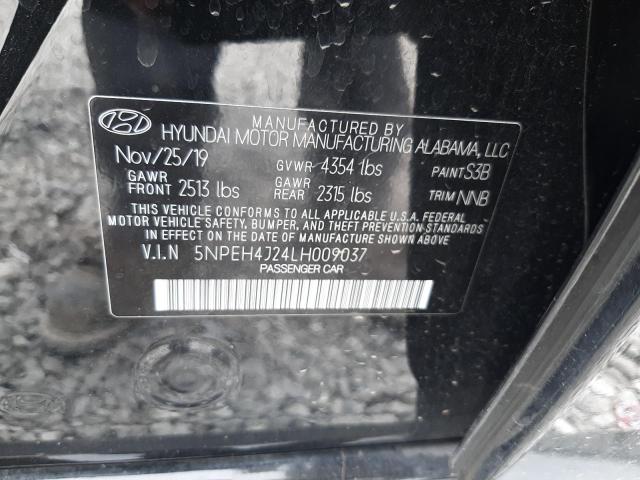 MANUFACTURED BY
HYUNDAI MOTOR MANUFACTURING ALABAMA, LLC
Nov/25/19 GVWR 4354 lbs PAINT S3B
GAWR FRONT 2513 lbs GAWR REAR 2315 lbs TRIM NNB
THIS VEHICLE CONFORMS TO ALL APPLICABLE U.S.A. FEDERAL
MOTOR VEHICLE SAFETY, BUMPER, AND THEFT PREVENTION STANDARDS
IN EFFECT ON THE DATE OF MANUFACTURE SHOWN ABOVE.
V.I.N 5NPEH4J24LH009037
PASSENGER CAR